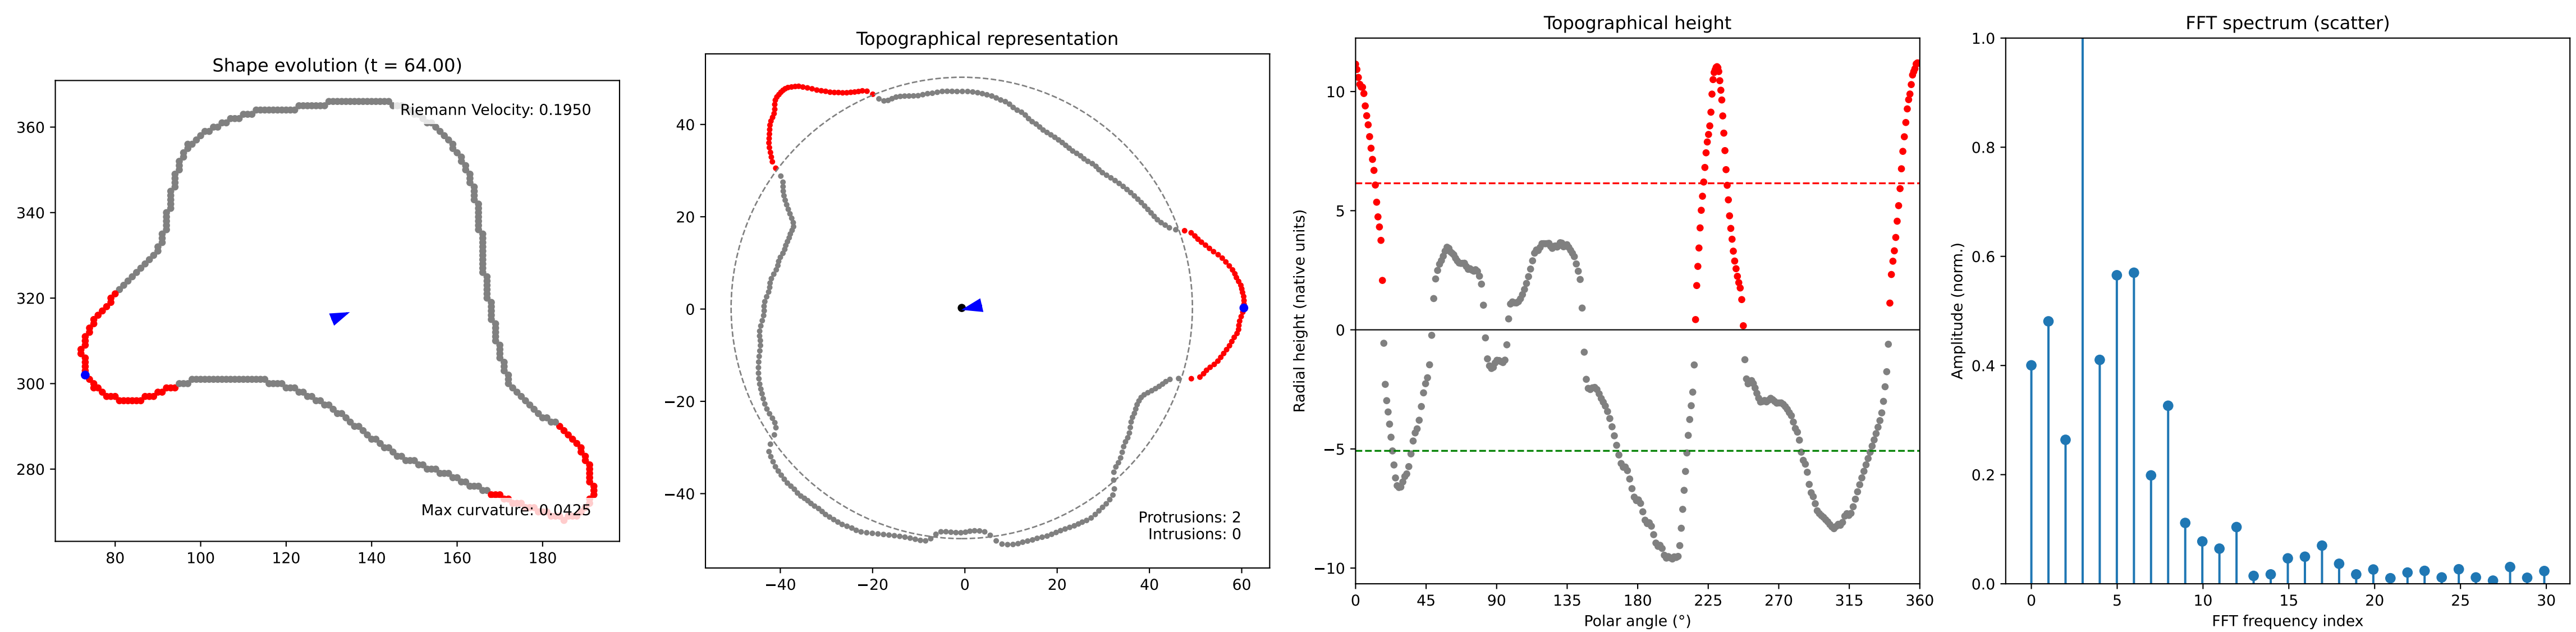 Shape evolution (t = 64.00)
Riemann Velocity: 0.1950
360
340
320
300
280
Max curvature: 0.0425
80 100 120 140 160 180
Topographical representation
40
20
0
−20
−40
Protrusions: 2
Intrusions: 0
−40 −20 0 20 40 60
Topographical height
Radial height (native units)
10
5
0
−5
−10
0 45 90 135 180 225 270 315 360
Polar angle (°)
FFT spectrum (scatter)
Amplitude (norm.)
1.0
0.8
0.6
0.4
0.2
0.0
0 5 10 15 20 25 30
FFT frequency index